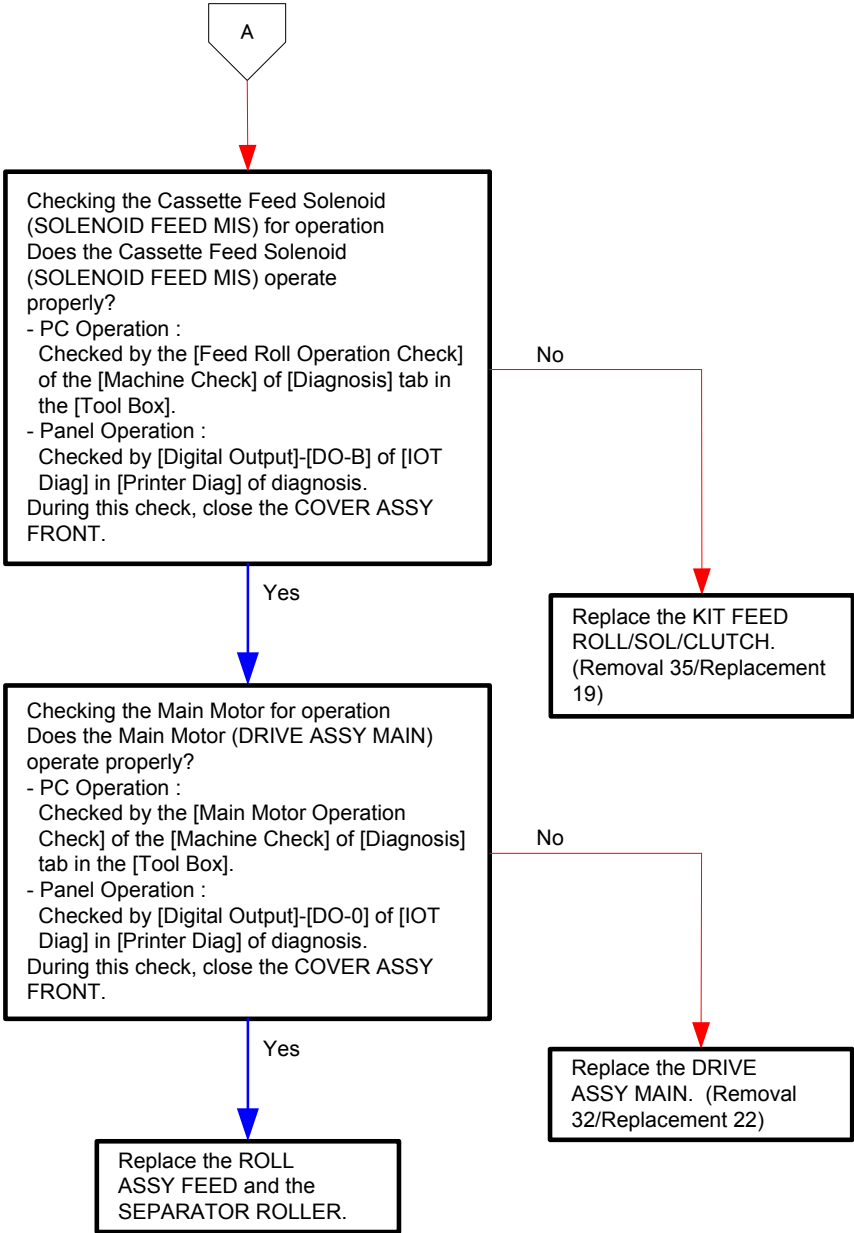 A
Checking the Cassette Feed Solenoid
(SOLENOID FEED MIS) for operation
Does the Cassette Feed Solenoid
(SOLENOID FEED MIS) operate
properly?
- PC Operation :
Checked by the [Feed Roll Operation Check]
of the [Machine Check] of [Diagnosis] tab in
the [Tool Box].
- Panel Operation :
Checked by [Digital Output]-[DO-B] of [IOT
Diag] in [Printer Diag] of diagnosis.
During this check, close the COVER ASSY
FRONT.
No
Yes
Replace the KIT FEED
ROLL/SOL/CLUTCH.
(Removal 35/Replacement
19)
Checking the Main Motor for operation
Does the Main Motor (DRIVE ASSY MAIN)
operate properly?
- PC Operation :
Checked by the [Main Motor Operation
Check] of the [Machine Check] of [Diagnosis]
tab in the [Tool Box].
- Panel Operation :
Checked by [Digital Output]-[DO-0] of [IOT
Diag] in [Printer Diag] of diagnosis.
During this check, close the COVER ASSY
FRONT.
No
Yes
Replace the DRIVE
ASSY MAIN.  (Removal
32/Replacement 22)
Replace the ROLL
ASSY FEED and the
SEPARATOR ROLLER.